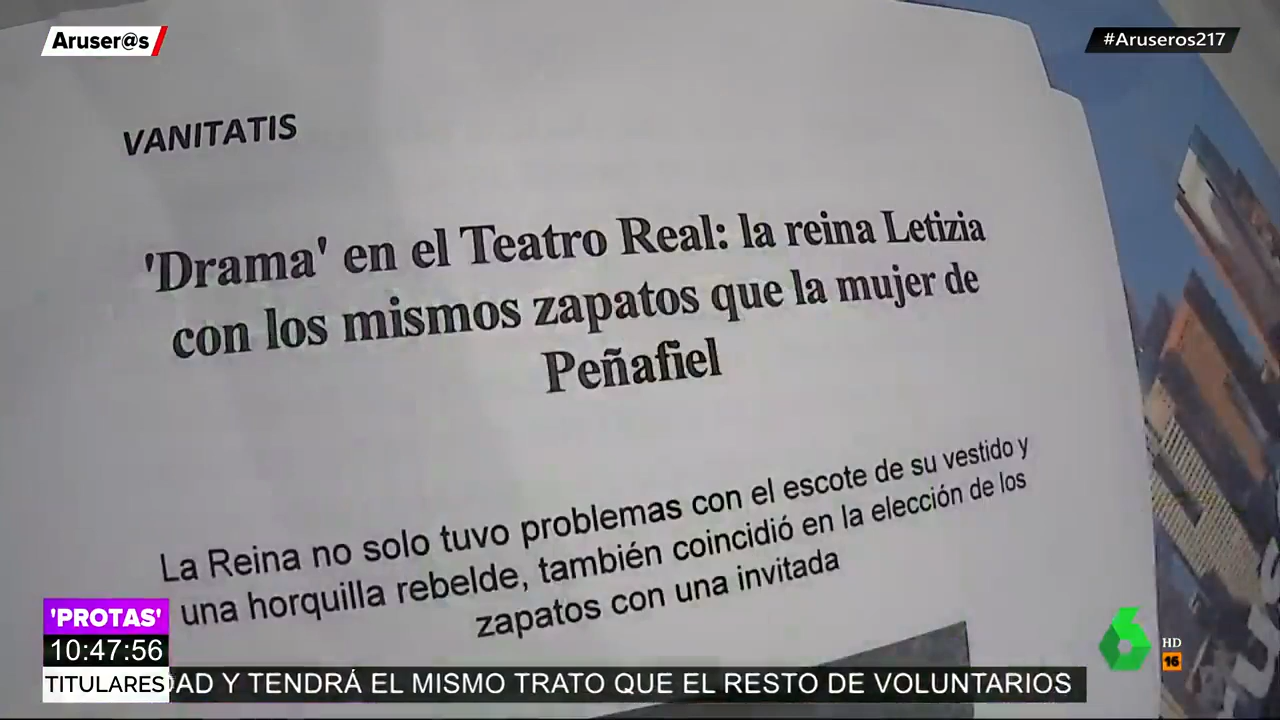 Aruser@s
#Aruseros217
VANITATIS
'Drama' en el Teatro Real: la reina Letizia
con los mismos zapatos que la mujer de
Peñafiel
La Reina no solo tuvo problemas con el escote de su vestido y
una horquilla rebelde, también coincidió en la elección de los
zapatos con una invitada
'PROTAS'
10:47:56
TITULARES
DAD Y TENDRÁ EL MISMO TRATO QUE EL RESTO DE VOLUNTARIOS
6
HD
16